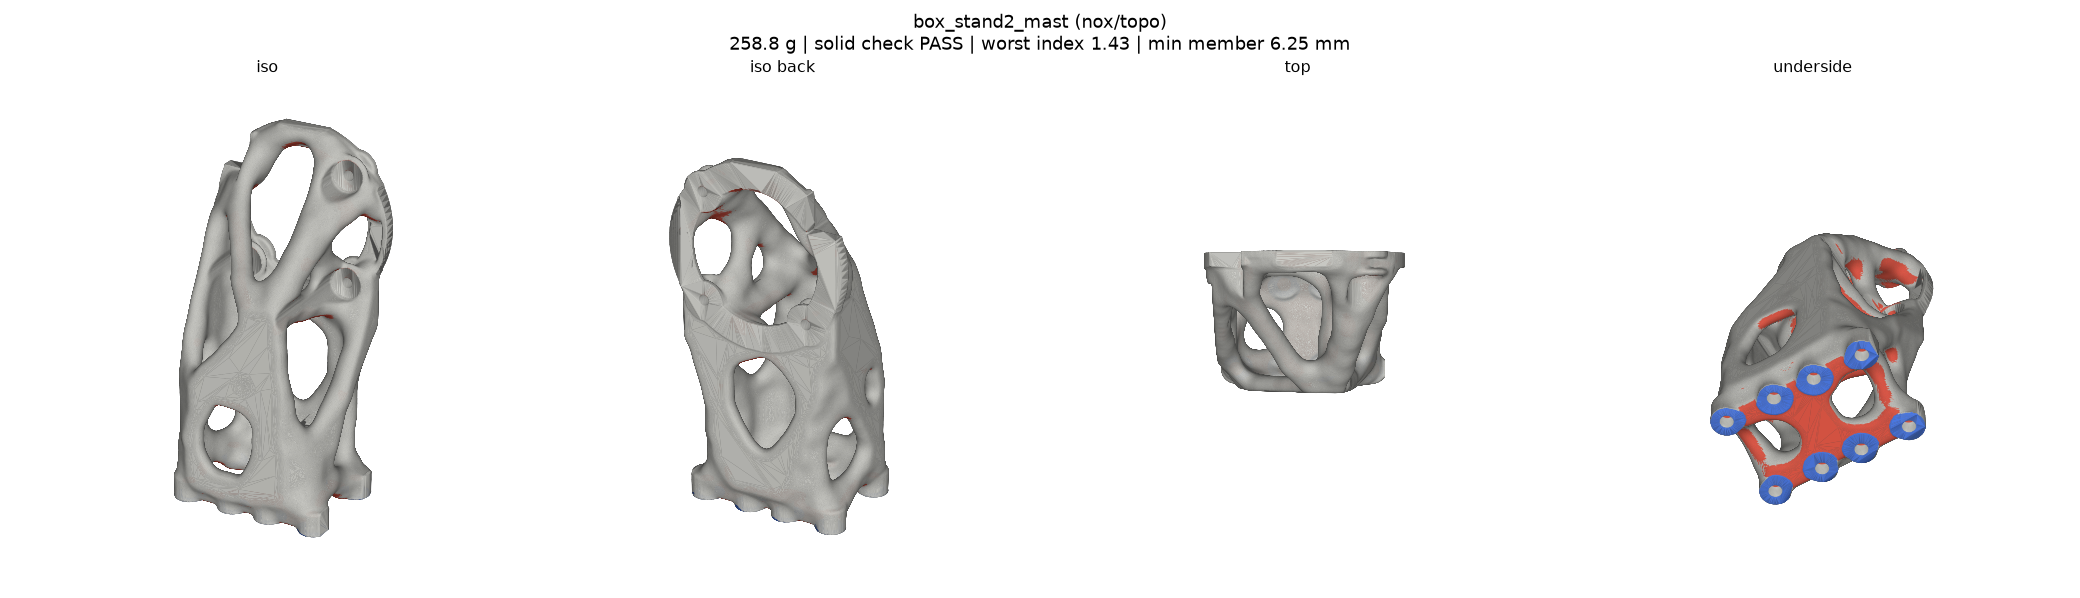 box_stand2_mast (nox/topo)
258.8 g | solid check PASS | worst index 1.43 | min member 6.25 mm
iso
iso back
top
underside